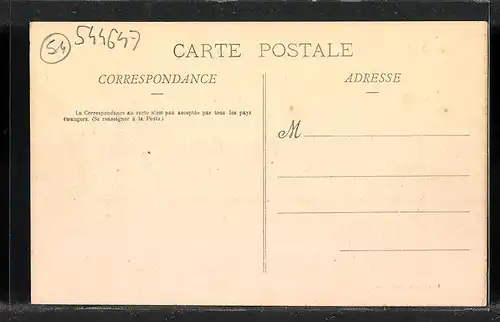 54
544647
CARTE POSTALE
CORRESPONDANCE
ADRESSE
La Correspondance au recto n'est pas acceptée par tous les pays
étrangers. (Se renseigner à la Poste.)
M